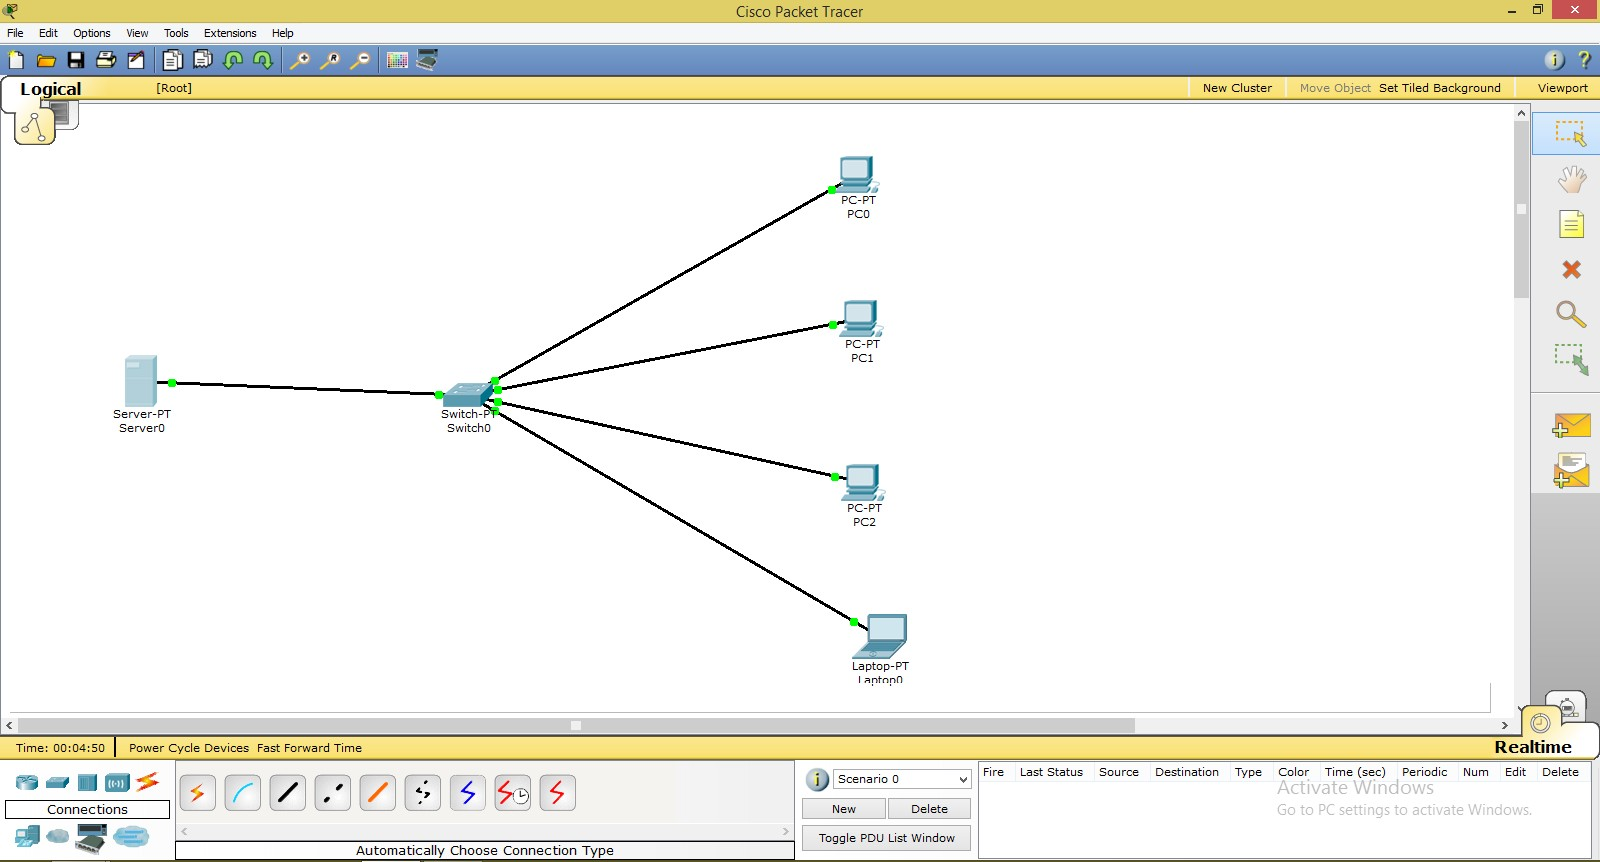 Cisco Packet Tracer
File Edit Options View Tools Extensions Help
Logical [Root] New Cluster Move Object Set Tiled Background Viewport
PC-PT
PC0
PC-PT
PC1
Server-PT
Server0
Switch-PT
Switch0
PC-PT
PC2
Laptop-PT
Laptop0
Time: 00:04:50 Power Cycle Devices Fast Forward Time Realtime
Connections
Automatically Choose Connection Type
Scenario 0
New Delete
Toggle PDU List Window
Fire Last Status Source Destination Type Color Time (sec) Periodic Num Edit Delete
Activate Windows
Go to PC settings to activate Windows.